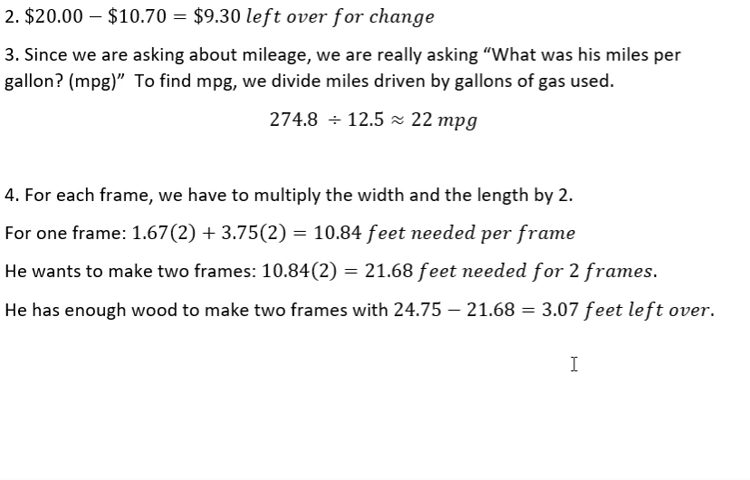 2. $20.00 – $10.70 = $9.30 left over for change
3. Since we are asking about mileage, we are really asking “What was his miles per
gallon? (mpg)” To find mpg, we divide miles driven by gallons of gas used.
274.8 ÷ 12.5 ≈ 22 mpg
4. For each frame, we have to multiply the width and the length by 2.
For one frame: 1.67(2) + 3.75(2) = 10.84 feet needed per frame
He wants to make two frames: 10.84(2) = 21.68 feet needed for 2 frames.
He has enough wood to make two frames with 24.75 – 21.68 = 3.07 feet left over.